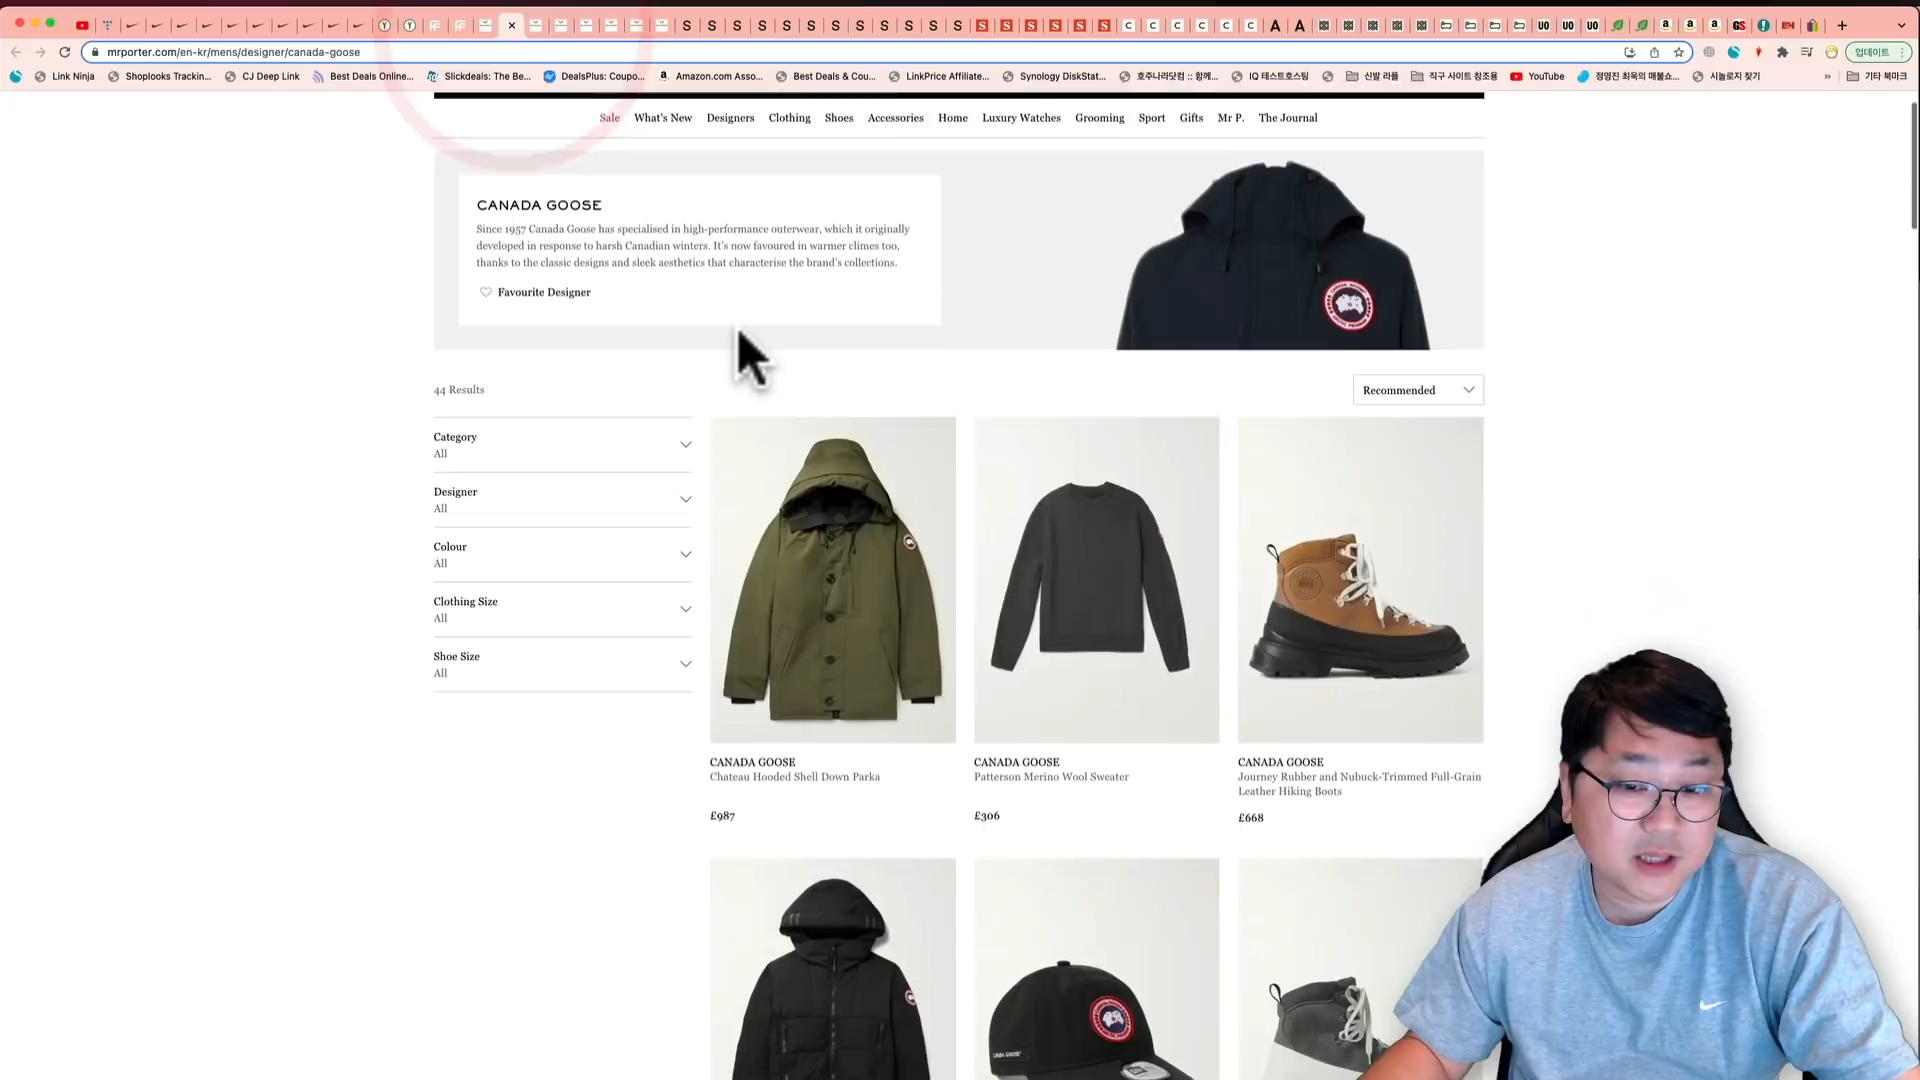 mrporter.com/en-kr/mens/designer/canada-goose
업데이트
Link Ninja
Shoplooks Trackin...
CJ Deep Link
Best Deals Online...
Slickdeals: The Be...
DealsPlus: Coupo...
Amazon.com Asso...
Best Deals & Cou...
LinkPrice Affiliate...
Synology DiskStat...
호주나라닷컴 :: 함께...
IQ 테스트호스팅
신발 라플
직구 사이트 참조용
YouTube
정영진 최욱의 매불쇼...
시놀로지 찾기
기타 북마크
Sale What's New Designers Clothing Shoes Accessories Home Luxury Watches Grooming Sport Gifts Mr P. The Journal
CANADA GOOSE
Since 1957 Canada Goose has specialised in high-performance outerwear, which it originally
developed in response to harsh Canadian winters. It's now favoured in warmer climes too,
thanks to the classic designs and sleek aesthetics that characterise the brand's collections.
Favourite Designer
44 Results
Recommended
Category
All
Designer
All
Colour
All
Clothing Size
All
Shoe Size
All
CANADA GOOSE
Chateau Hooded Shell Down Parka
£987
CANADA GOOSE
Patterson Merino Wool Sweater
£306
CANADA GOOSE
Journey Rubber and Nubuck-Trimmed Full-Grain
Leather Hiking Boots
£668